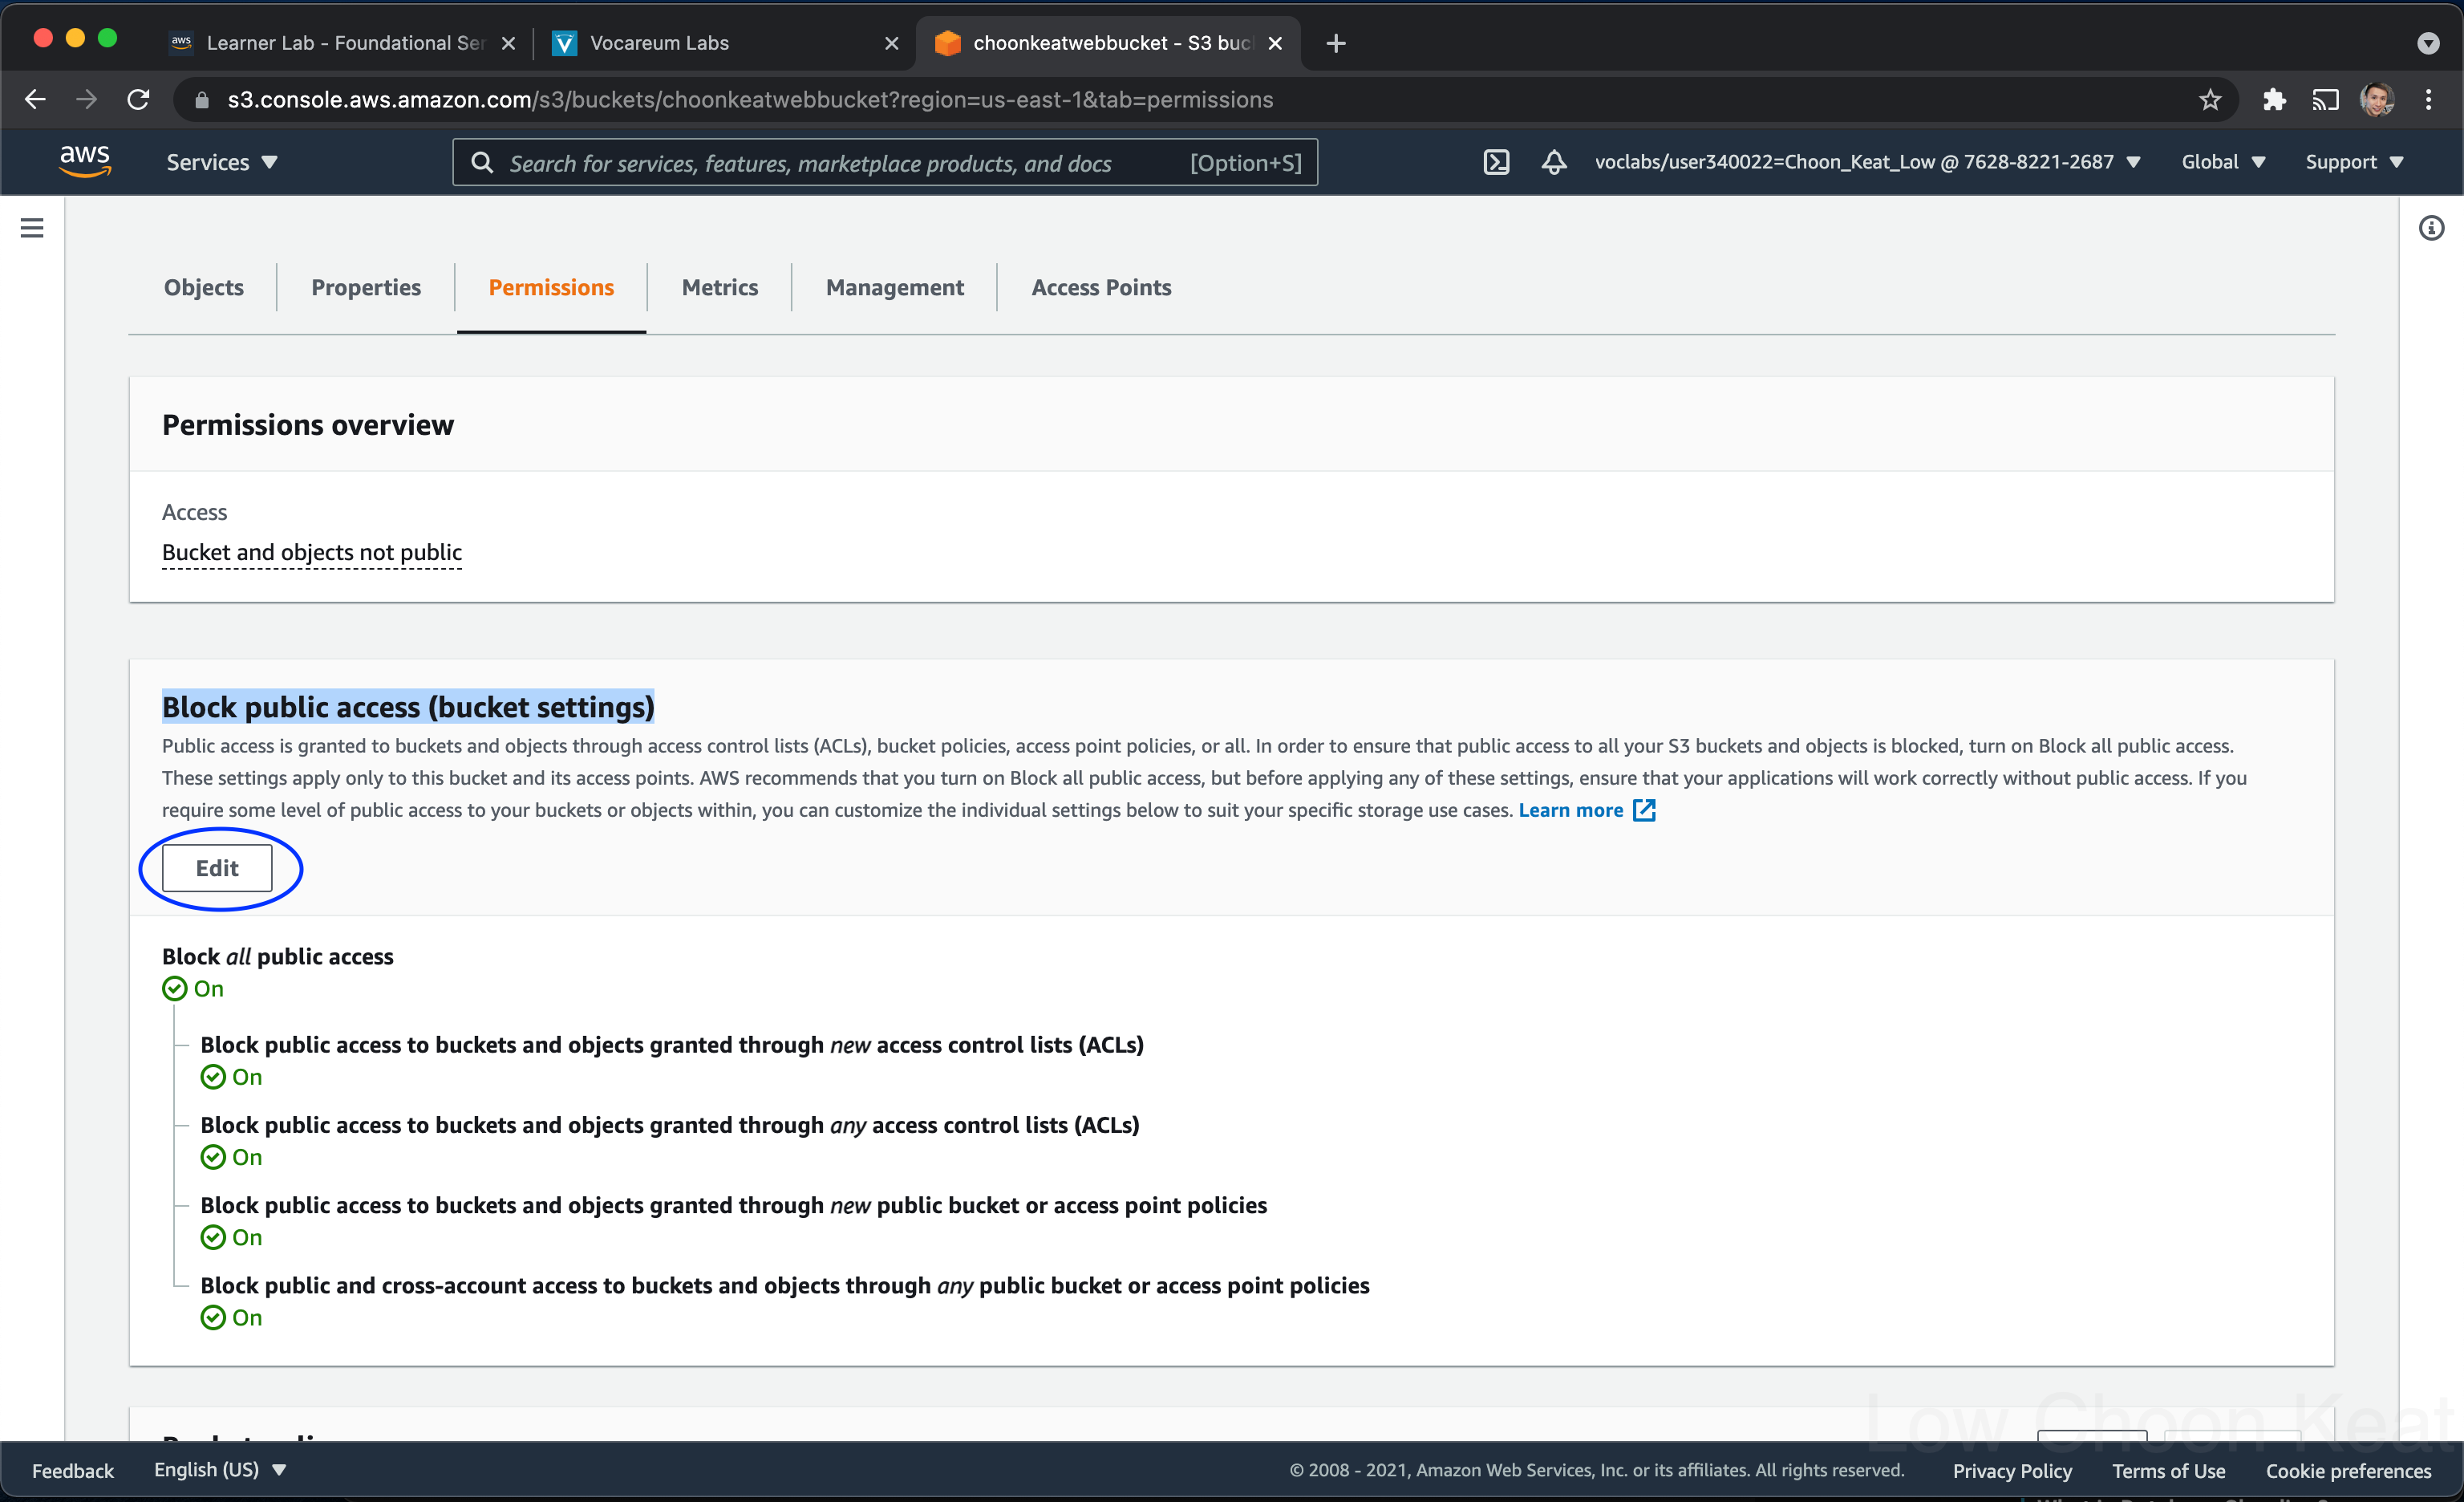 aws Learner Lab - Foundational Ser
Vocareum Labs
choonkeatwebbucket - S3 buc
s3.console.aws.amazon.com/s3/buckets/choonkeatwebbucket?region=us-east-1&tab=permissions
aws
Services
Search for services, features, marketplace products, and docs [Option+S]
voclabs/user340022=Choon_Keat_Low @ 7628-8221-2687
Global
Support
Objects
Properties
Permissions
Metrics
Management
Access Points
Permissions overview
Access
Bucket and objects not public
Block public access (bucket settings)
Public access is granted to buckets and objects through access control lists (ACLs), bucket policies, access point policies, or all. In order to ensure that public access to all your S3 buckets and objects is blocked, turn on Block all public access.
These settings apply only to this bucket and its access points. AWS recommends that you turn on Block all public access, but before applying any of these settings, ensure that your applications will work correctly without public access. If you
require some level of public access to your buckets or objects within, you can customize the individual settings below to suit your specific storage use cases. Learn more
Edit
Block all public access
On
Block public access to buckets and objects granted through new access control lists (ACLs)
On
Block public access to buckets and objects granted through any access control lists (ACLs)
On
Block public access to buckets and objects granted through new public bucket or access point policies
On
Block public and cross-account access to buckets and objects through any public bucket or access point policies
On
Low Choon Keat
Feedback
English (US)
© 2008 - 2021, Amazon Web Services, Inc. or its affiliates. All rights reserved.
Privacy Policy
Terms of Use
Cookie preferences